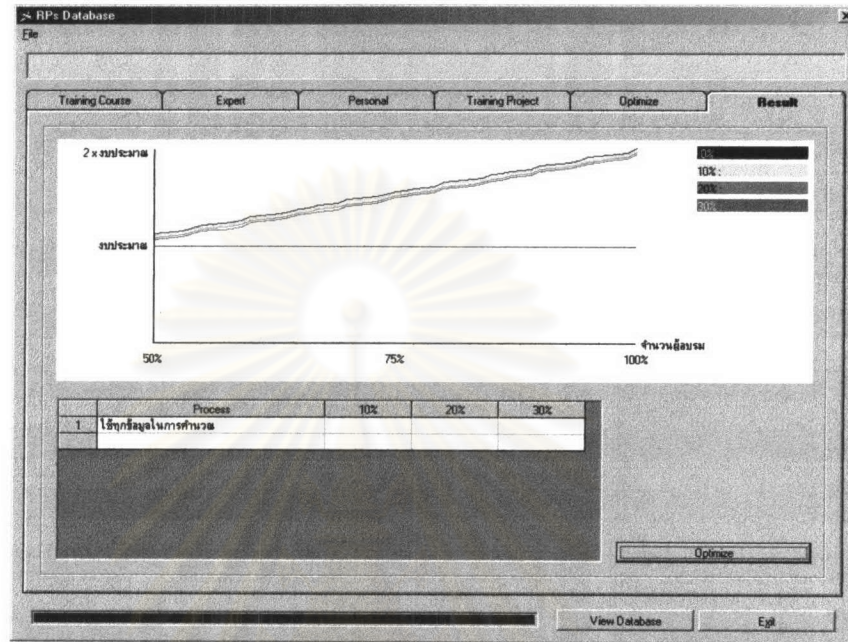 RPs Database
File
Training Course Expert Personal Training Project Optimize Result
2 x งบประมาณ
งบประมาณ
50% 75% 100%
จำนวนผู้อบรม
0% :
10% :
20% :
30% :
Process 10% 20% 30%
1 ใช้ทุกข้อมูลในการคำนวณ
Optimize
View Database Exit